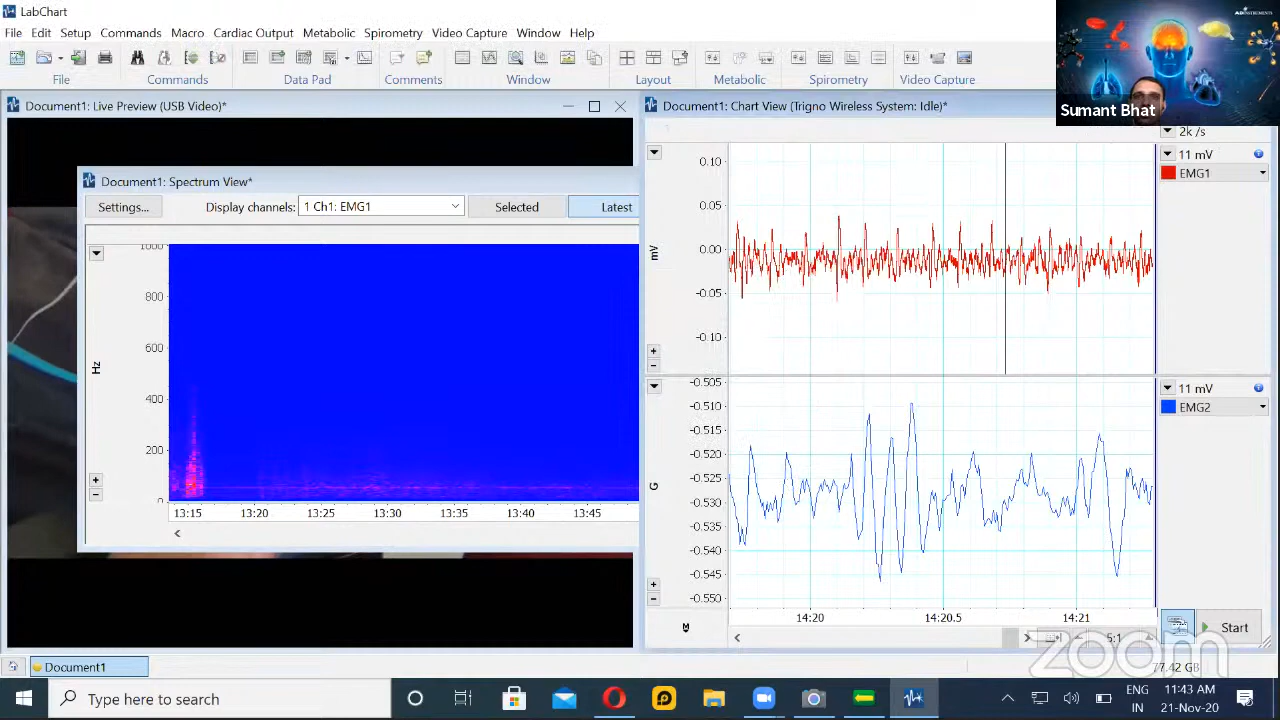 LabChart
File Edit Setup Commands Macro Cardiac Output Metabolic Spirometry Video Capture Window Help
File Commands Data Pad Comments Window Layout Metabolic Spirometry Video Capture
ADINSTRUMENTS
Sumant Bhat
Document1: Live Preview (USB Video)*
Document1: Chart View (Trigno Wireless System: Idle)*
2k /s
11 mV
EMG1
Document1: Spectrum View*
Settings... Display channels: 1 Ch1: EMG1 Selected Latest
1000
800
600
400
200
0
Hz
13:15 13:20 13:25 13:30 13:35 13:40 13:45
0.10
0.05
0.00
-0.05
-0.10
mV
11 mV
EMG2
-0.505
-0.510
-0.515
-0.520
-0.525
-0.530
-0.535
-0.540
-0.545
-0.550
G
14:20 14:20.5 14:21
Start
5:1
zoom
77.42 GB
Document1
Type here to search
ENG
IN
11:43 AM
21-Nov-20